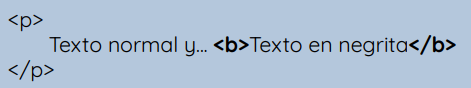 <p>
Texto normal y... <b>Texto en negrita</b>
</p>